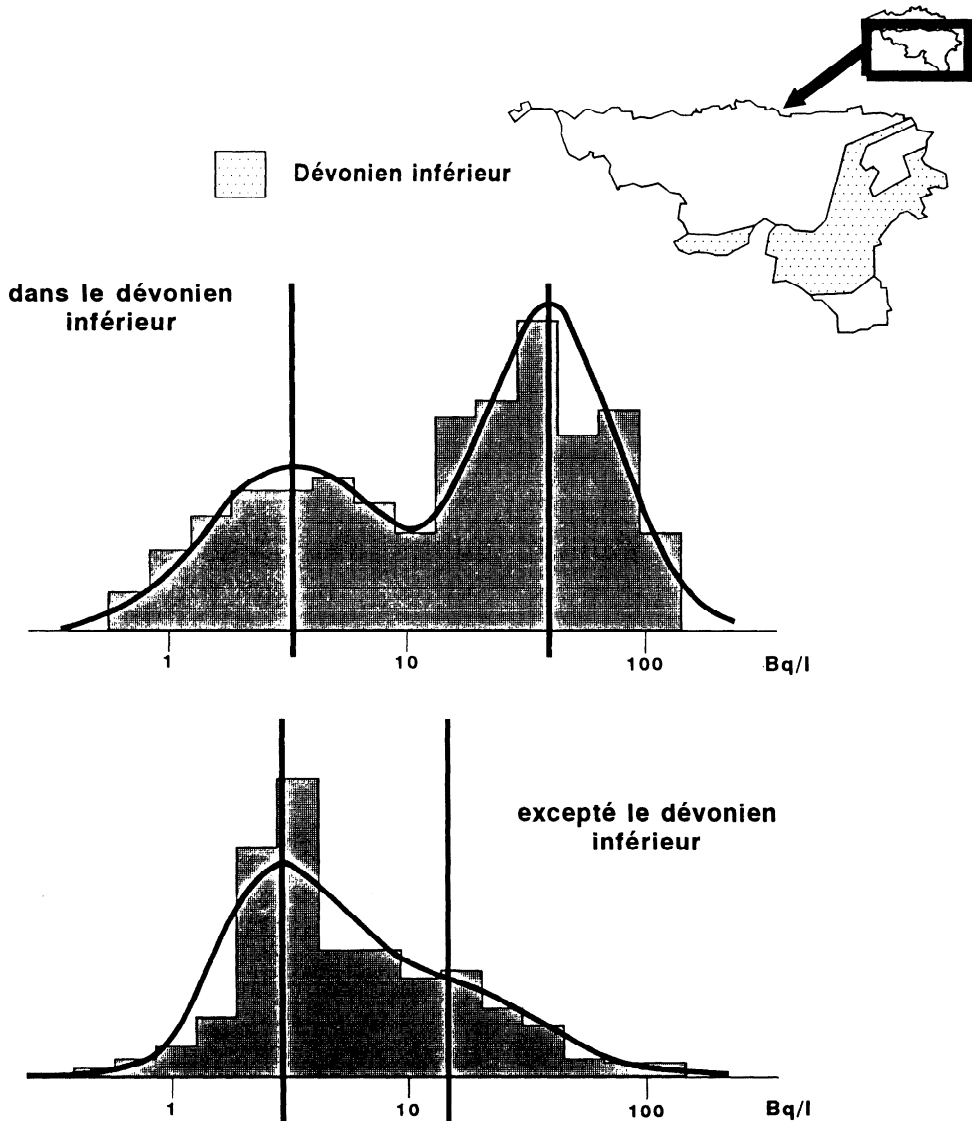 Dévonien inférieur
dans le dévonien
inférieur
1 10 100 Bq/l
excepté le dévonien
inférieur
1 10 100 Bq/l